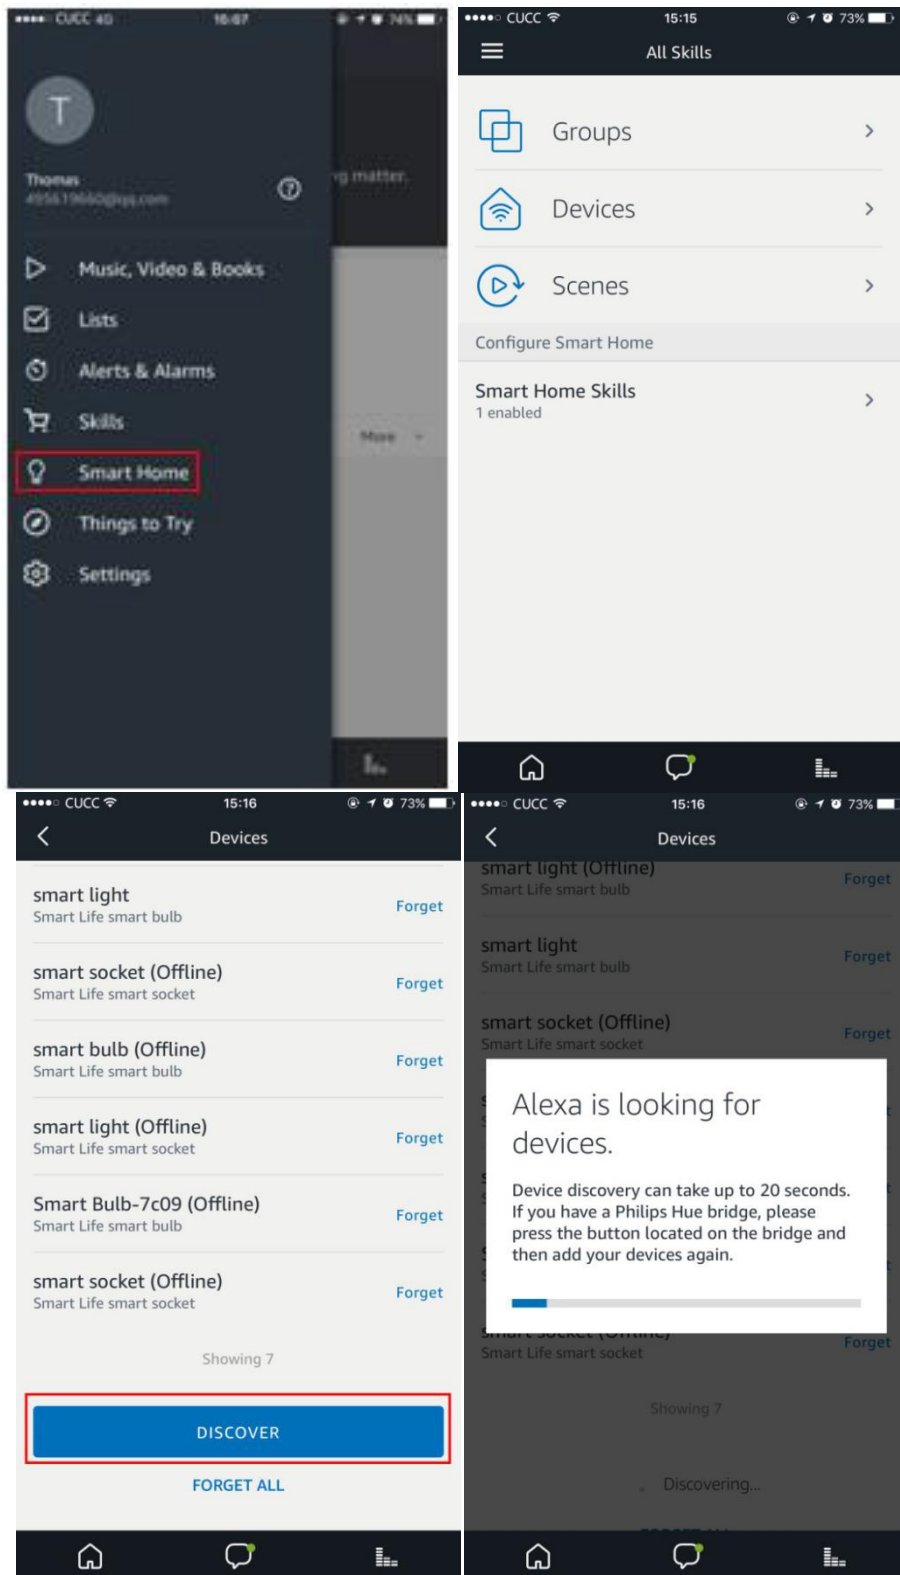 CUCC 4G 16:07 74%
T
Thomas
ng matter.
Music, Video & Books
Lists
Alerts & Alarms
Skills
More
Smart Home
Things to Try
Settings
CUCC 15:15 73%
All Skills
Groups
Devices
Scenes
Configure Smart Home
Smart Home Skills
1 enabled
CUCC 15:16 73%
Devices
smart light
Smart Life smart bulb
Forget
smart socket (Offline)
Smart Life smart socket
Forget
smart bulb (Offline)
Smart Life smart bulb
Forget
smart light (Offline)
Smart Life smart socket
Forget
Smart Bulb-7c09 (Offline)
Smart Life smart bulb
Forget
smart socket (Offline)
Smart Life smart socket
Forget
Showing 7
DISCOVER
FORGET ALL
CUCC 15:16 73%
Devices
smart light (Offline)
Smart Life smart bulb
Forget
smart light
Smart Life smart bulb
Forget
smart socket (Offline)
Smart Life smart socket
Forget
Alexa is looking for
devices.
Device discovery can take up to 20 seconds.
If you have a Philips Hue bridge, please
press the button located on the bridge and
then add your devices again.
smart socket (Offline)
Smart Life smart socket
Forget
Showing 7
Discovering...